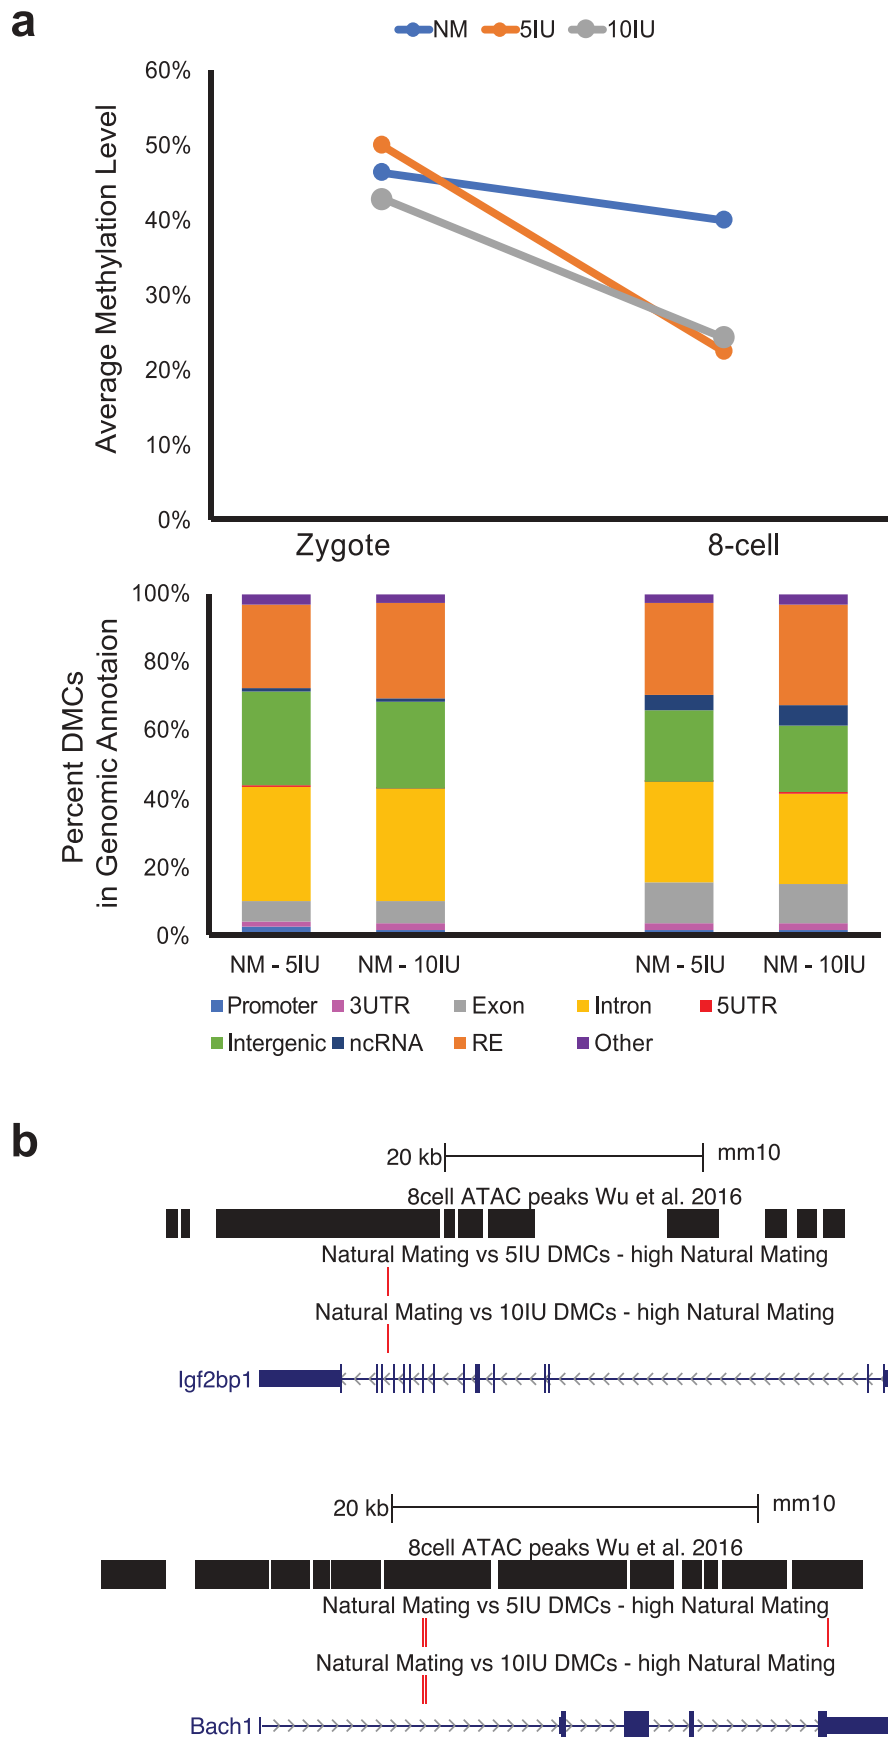 a
NM 5IU 10IU
Average Methylation Level
60%
50%
40%
30%
20%
10%
0%
Zygote 8-cell
Percent DMCs
in Genomic Annotaion
100%
80%
60%
40%
20%
0%
NM - 5IU NM - 10IU NM - 5IU NM - 10IU
Promoter 3UTR Exon Intron 5UTR
Intergenic ncRNA RE Other
b
20 kb mm10
8cell ATAC peaks Wu et al. 2016
Natural Mating vs 5IU DMCs - high Natural Mating
Natural Mating vs 10IU DMCs - high Natural Mating
Igf2bp1
20 kb mm10
8cell ATAC peaks Wu et al. 2016
Natural Mating vs 5IU DMCs - high Natural Mating
Natural Mating vs 10IU DMCs - high Natural Mating
Bach1